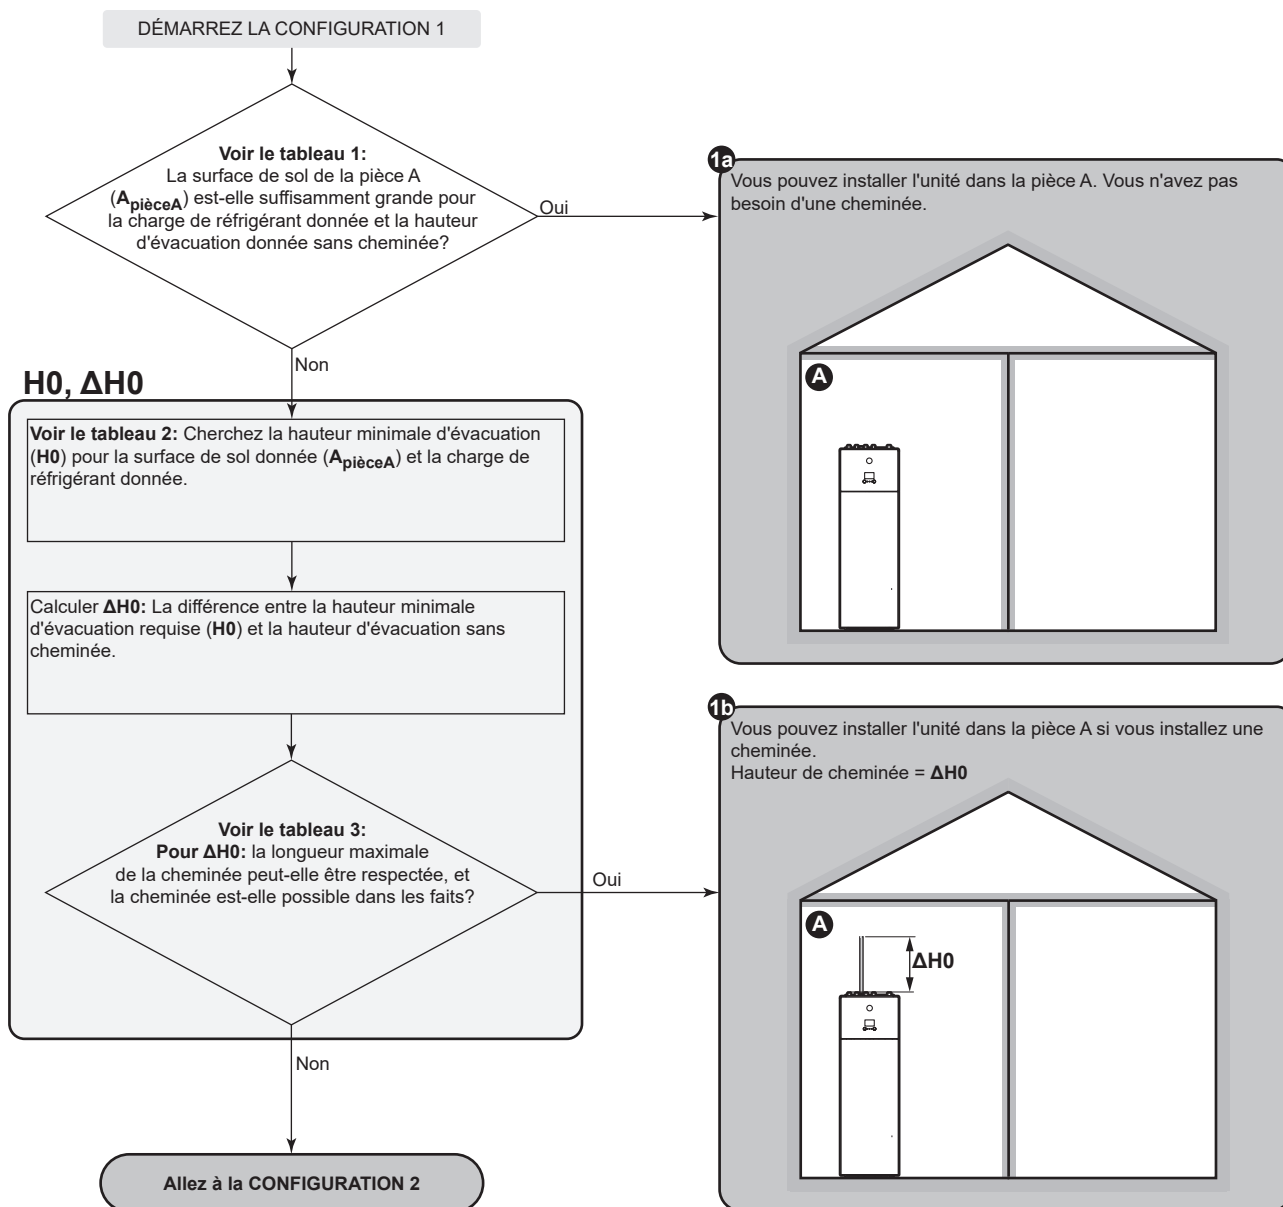 DÉMARREZ LA CONFIGURATION 1
Voir le tableau 1:
La surface de sol de la pièce A
(ApièceA) est-elle suffisamment grande pour
la charge de réfrigérant donnée et la hauteur
d'évacuation donnée sans cheminée?
Oui
Non
1a
Vous pouvez installer l'unité dans la pièce A. Vous n'avez pas
besoin d'une cheminée.
A
H0, ΔH0
Voir le tableau 2: Cherchez la hauteur minimale d'évacuation
(H0) pour la surface de sol donnée (ApièceA) et la charge de
réfrigérant donnée.
Calculer ΔH0: La différence entre la hauteur minimale
d'évacuation requise (H0) et la hauteur d'évacuation sans
cheminée.
Voir le tableau 3:
Pour ΔH0: la longueur maximale
de la cheminée peut-elle être respectée, et
la cheminée est-elle possible dans les faits?
Oui
Non
1b
Vous pouvez installer l'unité dans la pièce A si vous installez une
cheminée.
Hauteur de cheminée = ΔH0
A
ΔH0
Allez à la CONFIGURATION 2